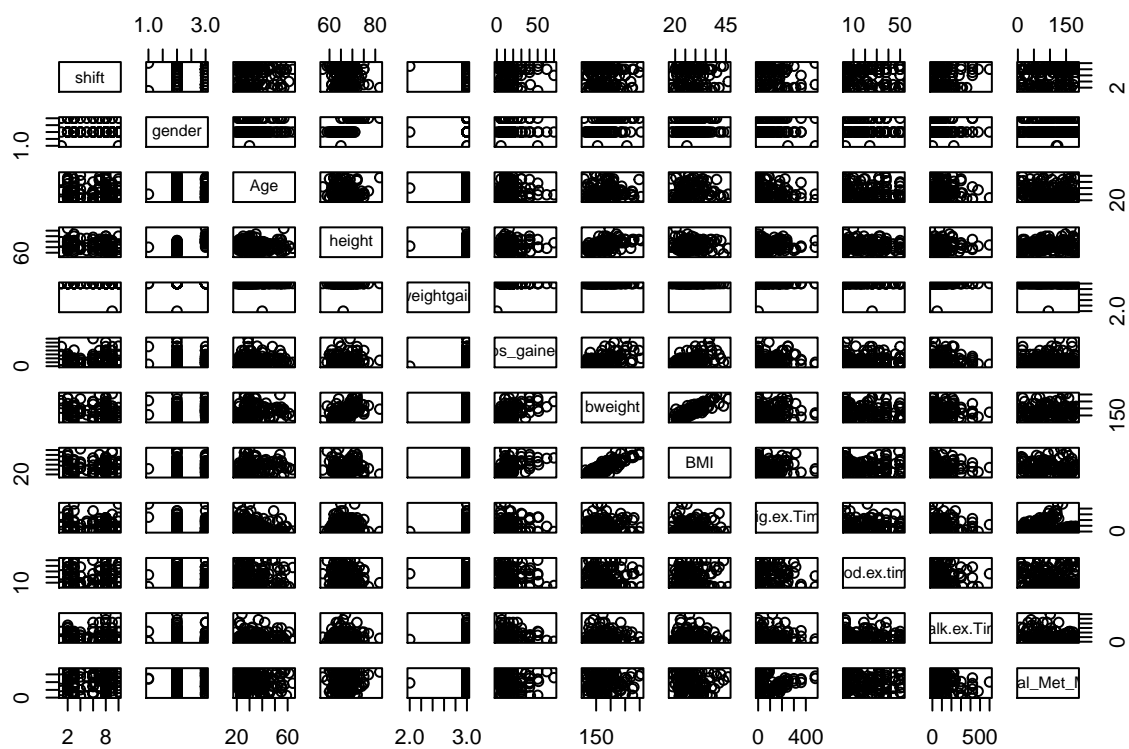 1.0 3.0 60 80 0 50 20 45 10 50 0 150
shift 2
1.0 gender
Age 20
60 height
weightgai 2.0
0 os_gaine
bweight 150
20 BMI
ig.ex.Tim 0
10 od.ex.tim
alk.ex.Tir 0
0 al_Met_M
2 8 20 60 2.0 3.0 150 0 400 0 500